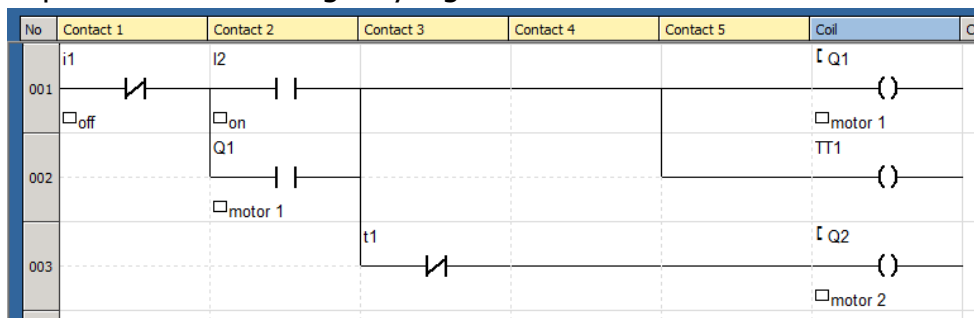 No Contact 1 Contact 2 Contact 3 Contact 4 Contact 5 Coil
i1 I2 [ Q1
001
off on motor 1
Q1 TT1
002
motor 1
t1 [ Q2
003
motor 2